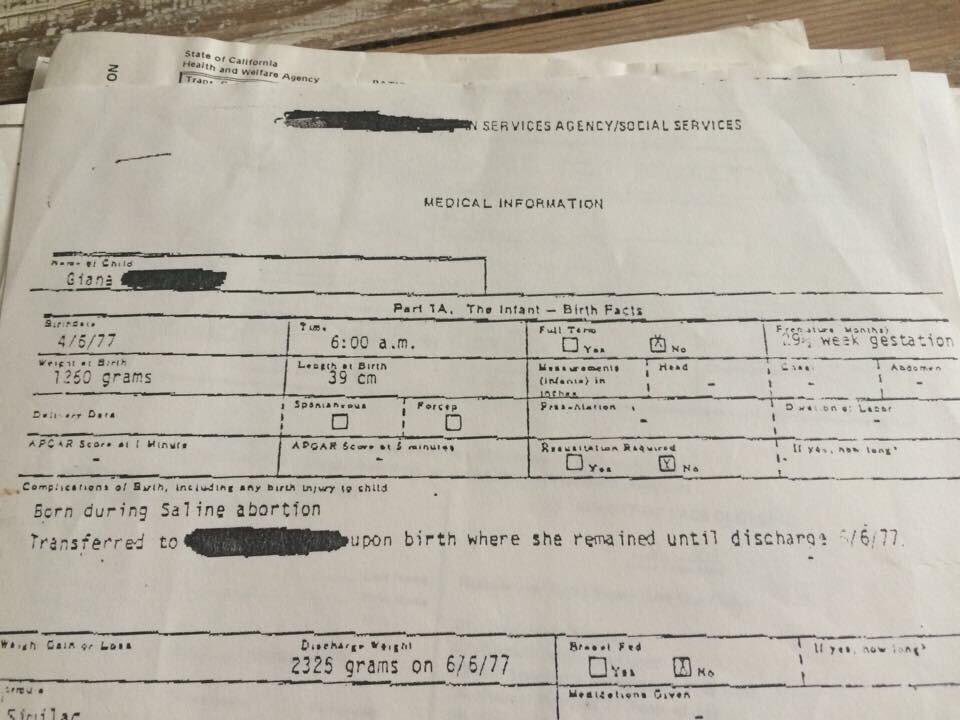 State of California
Health and Welfare Agency
NO
N SERVICES AGENCY/SOCIAL SERVICES
MEDICAL INFORMATION
Name of Child
Giana
Part 1A. The Infant — Birth Facts
Birthdate Time Full Term Premature Months)
4/6/77 6:00 a.m. Yes X No 29½ week gestation
Weight at Birth Length at Birth Measurements Head Chest Abdomen
1260 grams 39 cm (infants) in - - -
inches
Delivery Data Spontaneous Forcep Presentation Duration of Labor
- -
APGAR Score at 1 Minute APGAR Score at 5 minutes Resusitation Required If yes, how long?
- - Yes No -
Complications of Birth, including any birth injury to child
Born during Saline abortion
Transferred to upon birth where she remained until discharge 6/6/77.
Weigh Gain or Loss Discharge Weight Breast Fed If yes, how long?
2325 grams on 6/6/77 Yes X No
Formula Medications Given
Similac -